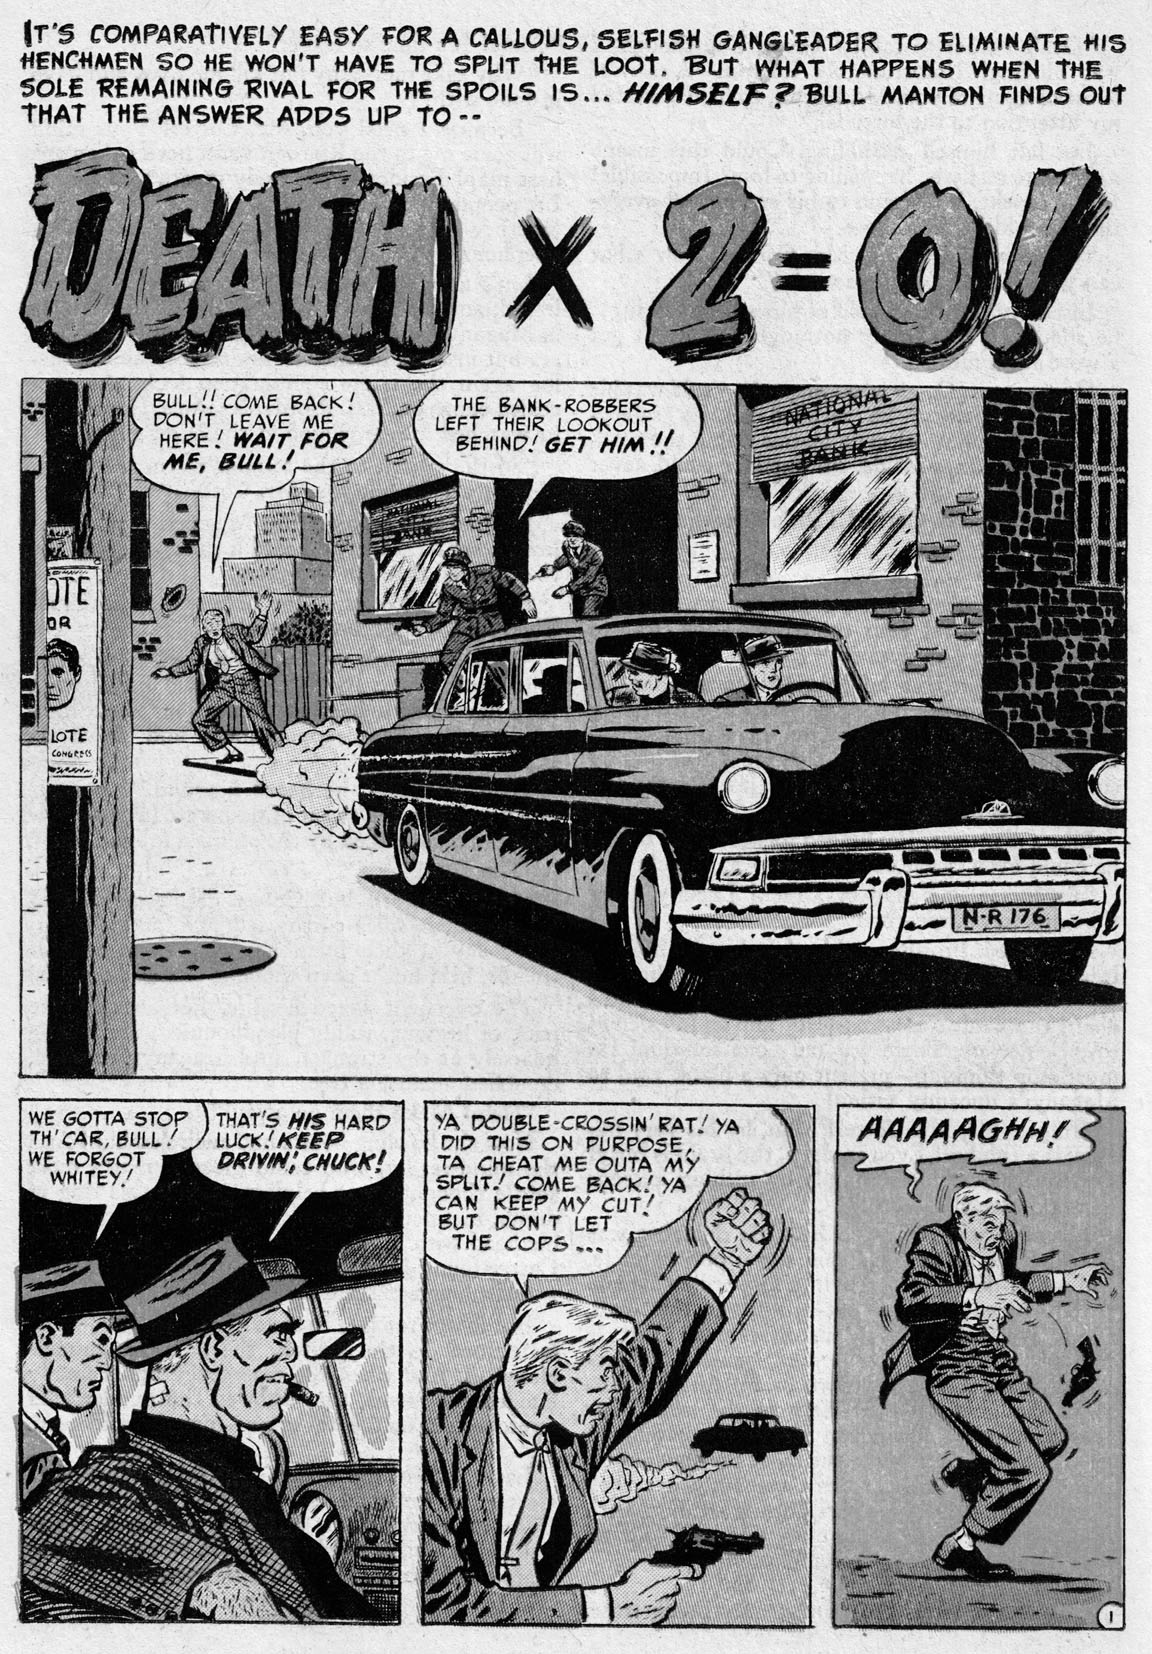 IT'S COMPARATIVELY EASY FOR A CALLOUS, SELFISH GANGLEADER TO ELIMINATE HIS
HENCHMEN SO HE WON'T HAVE TO SPLIT THE LOOT. BUT WHAT HAPPENS WHEN THE
SOLE REMAINING RIVAL FOR THE SPOILS IS... HIMSELF? BULL MANTON FINDS OUT
THAT THE ANSWER ADDS UP TO--
DEATH X 2 = 0!
BULL!! COME BACK!
DON'T LEAVE ME
HERE! WAIT FOR
ME, BULL!
THE BANK-ROBBERS
LEFT THEIR LOOKOUT
BEHIND! GET HIM!!
NATIONAL
CITY
BANK
NATIONAL
CITY
BANK
OTE
OR
LOTE
CONGRESS
N-R 176
WE GOTTA STOP
TH' CAR, BULL!
WE FORGOT
WHITEY!
THAT'S HIS HARD
LUCK! KEEP
DRIVIN', CHUCK!
YA DOUBLE-CROSSIN' RAT! YA
DID THIS ON PURPOSE,
TA CHEAT ME OUTA MY
SPLIT! COME BACK! YA
CAN KEEP MY CUT!
BUT DON'T LET
THE COPS...
AAAAAGHH!
1